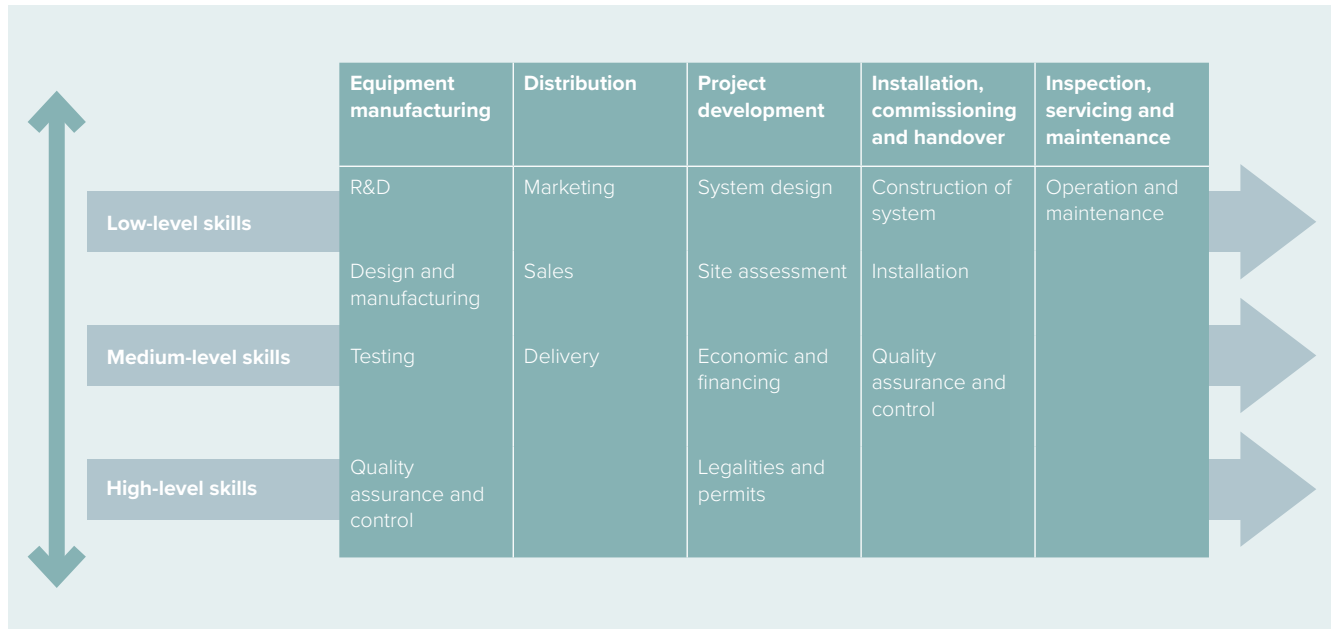 Equipment
manufacturing
Distribution
Project
development
Installation,
commissioning
and handover
Inspection,
servicing and
maintenance
Low-level skills
R&D
Marketing
System design
Construction of
system
Operation and
maintenance
Design and
manufacturing
Sales
Site assessment
Installation
Medium-level skills
Testing
Delivery
Economic and
financing
Quality
assurance and
control
High-level skills
Quality
assurance and
control
Legalities and
permits